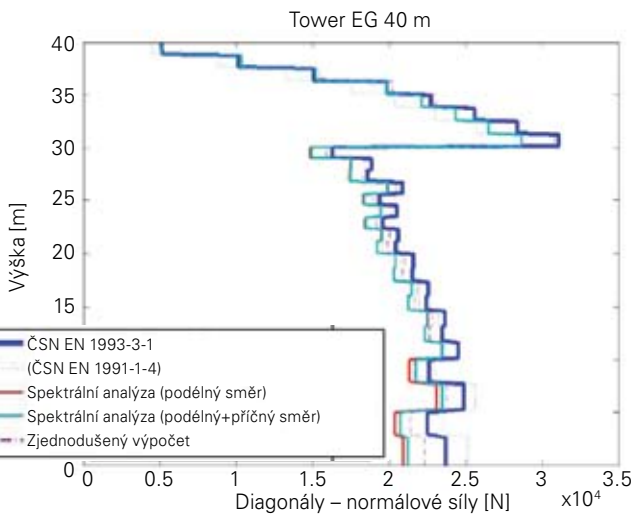 Tower EG 40 m
40
35
30
25
20
15
0
Výška [m]
ČSN EN 1993-3-1
(ČSN EN 1991-1-4)
Spektrální analýza (podélný směr)
Spektrální analýza (podélný+příčný směr)
Zjednodušený výpočet
0 0.5 1 1.5 20 2.5 3 3.5
Diagonály – normálové síly [N] x10⁴